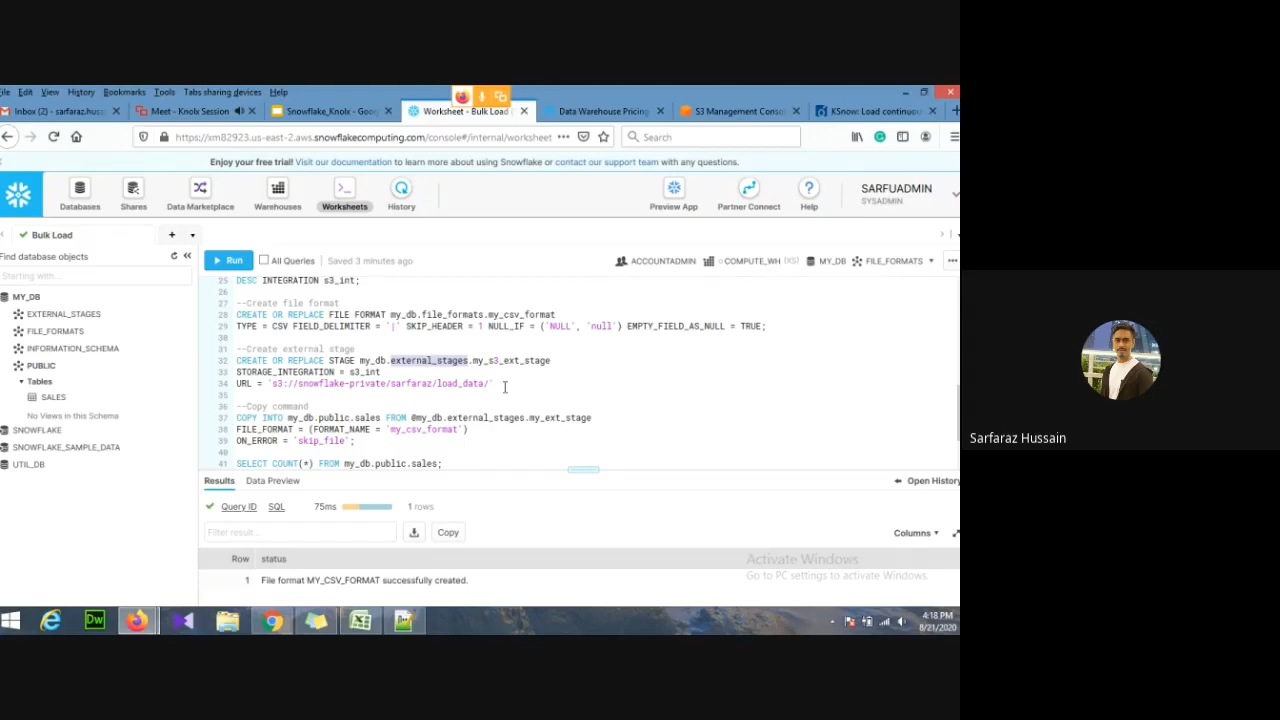 File Edit View History Bookmarks Tools Tabs sharing devices Help
Inbox (2) - sarfaraz.huss
Meet - Knolx Session
Snowflake_Knolx - Goog
Worksheet - Bulk Load
Data Warehouse Pricing
S3 Management Conso
KSnow: Load continuou
https://xm82923.us-east-2.aws.snowflakecomputing.com/console#/internal/worksheet
Search
Enjoy your free trial! Visit our documentation to learn more about using Snowflake or contact our support team with any questions.
Databases
Shares
Data Marketplace
Warehouses
Worksheets
History
Preview App
Partner Connect
Help
SARFUADMIN
SYSADMIN
Bulk Load
Find database objects
Starting with...
MY_DB
EXTERNAL_STAGES
FILE_FORMATS
INFORMATION_SCHEMA
PUBLIC
Tables
SALES
No Views in this Schema
SNOWFLAKE
SNOWFLAKE_SAMPLE_DATA
UTIL_DB
Run
All Queries
Saved 3 minutes ago
ACCOUNTADMIN
COMPUTE_WH (XS)
MY_DB
FILE_FORMATS
25 DESC INTEGRATION s3_int;
26
27 --Create file format
28 CREATE OR REPLACE FILE FORMAT my_db.file_formats.my_csv_format
29 TYPE = CSV FIELD_DELIMITER = '|' SKIP_HEADER = 1 NULL_IF = ('NULL', 'null') EMPTY_FIELD_AS_NULL = TRUE;
30
31 --Create external stage
32 CREATE OR REPLACE STAGE my_db.external_stages.my_s3_ext_stage
33 STORAGE_INTEGRATION = s3_int
34 URL = 's3://snowflake-private/sarfaraz/load_data/'
35
36 --Copy command
37 COPY INTO my_db.public.sales FROM @my_db.external_stages.my_ext_stage
38 FILE_FORMAT = (FORMAT_NAME = 'my_csv_format')
39 ON_ERROR = 'skip_file';
40
41 SELECT COUNT(*) FROM my_db.public.sales;
Results
Data Preview
Open History
Query ID
SQL
75ms
1 rows
Filter result...
Copy
Columns
Row status
1 File format MY_CSV_FORMAT successfully created.
Activate Windows
Go to PC settings to activate Windows.
Dw
4:18 PM
8/21/2020
Sarfaraz Hussain